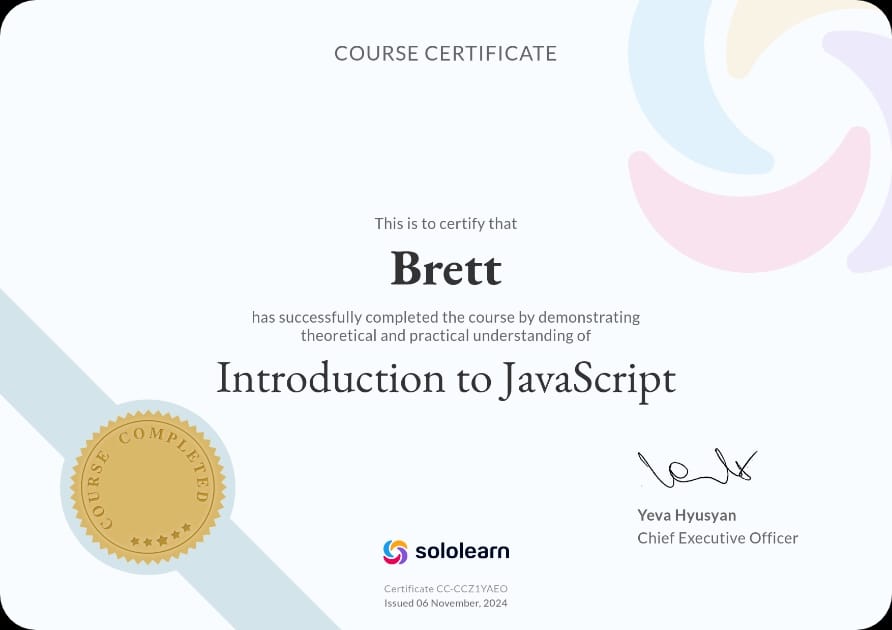 COURSE CERTIFICATE
This is to certify that
Brett
has successfully completed the course by demonstrating
theoretical and practical understanding of
Introduction to JavaScript
COURSE COMPLETED
Yeva Hyusyan
Chief Executive Officer
sololearn
Certificate CC-CCZ1YAEO
Issued 06 November, 2024